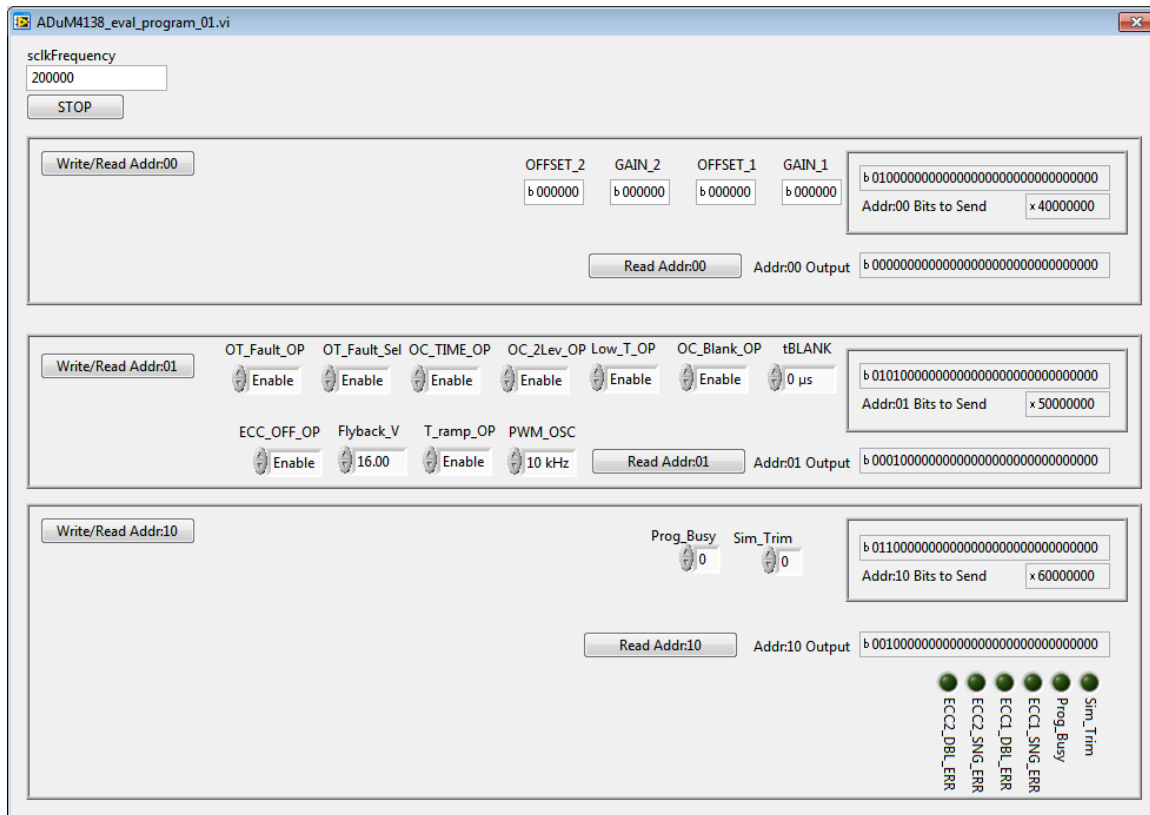 ADuM4138_eval_program_01.vi
sclkFrequency
200000
STOP
Write/Read Addr:00
OFFSET_2 GAIN_2 OFFSET_1 GAIN_1
b 000000 b 000000 b 000000 b 000000
b 01000000000000000000000000000000
Addr:00 Bits to Send x 40000000
Read Addr:00 Addr:00 Output b 00000000000000000000000000000000
Write/Read Addr:01
OT_Fault_OP OT_Fault_Sel OC_TIME_OP OC_2Lev_OP Low_T_OP OC_Blank_OP tBLANK
Enable Enable Enable Enable Enable Enable 0 µs
b 01010000000000000000000000000000
Addr:01 Bits to Send x 50000000
ECC_OFF_OP Flyback_V T_ramp_OP PWM_OSC
Enable 16.00 Enable 10 kHz
Read Addr:01 Addr:01 Output b 00010000000000000000000000000000
Write/Read Addr:10
Prog_Busy Sim_Trim
0 0
b 01100000000000000000000000000000
Addr:10 Bits to Send x 60000000
Read Addr:10 Addr:10 Output b 00100000000000000000000000000000
ECC2_DBL_ERR
ECC2_SNG_ERR
ECC1_DBL_ERR
ECC1_SNG_ERR
Prog_Busy
Sim_Trim